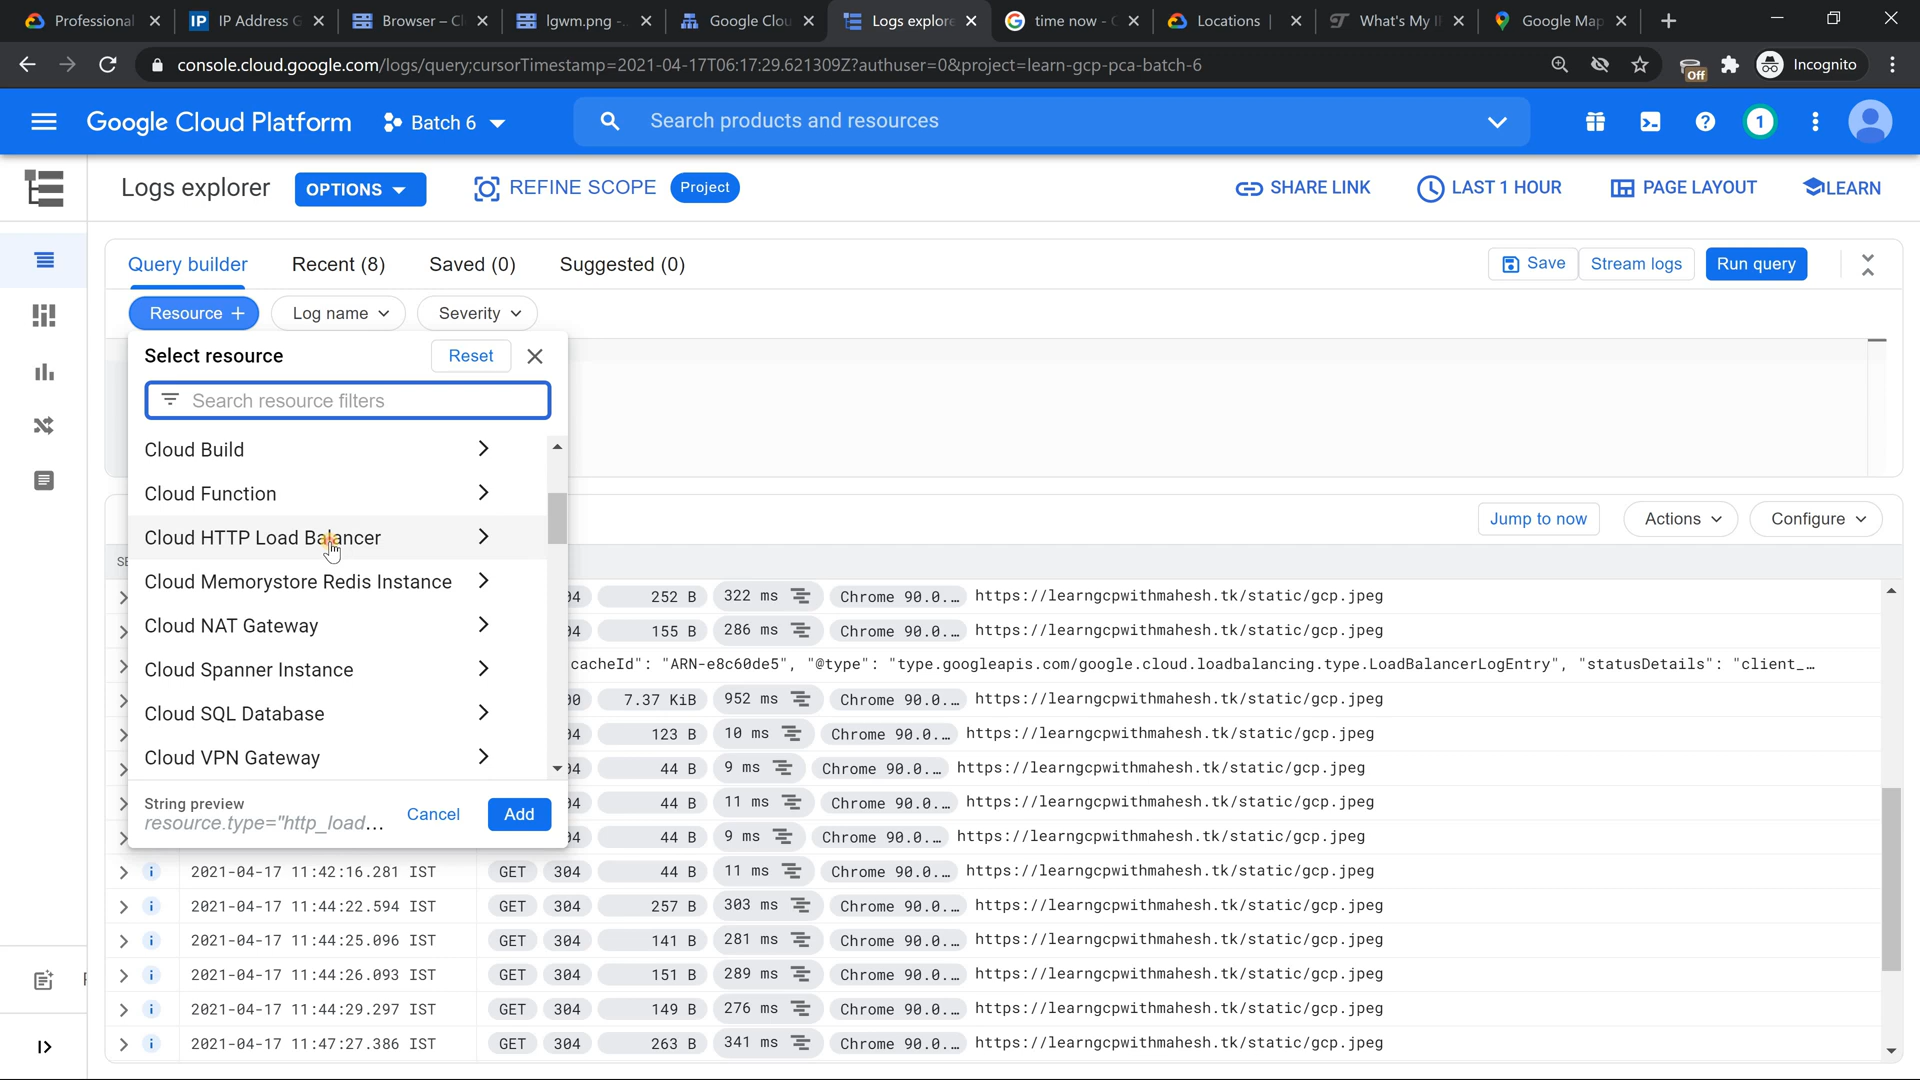 Professional
IP Address G
Browser – Cl
lgwm.png -
Google Clou
Logs explore
time now - G
Locations
What's My I
Google Map
console.cloud.google.com/logs/query;cursorTimestamp=2021-04-17T06:17:29.621309Z?authuser=0&project=learn-gcp-pca-batch-6
Off
Incognito
Google Cloud Platform
Batch 6
Search products and resources
1
Logs explorer
OPTIONS
REFINE SCOPE
Project
SHARE LINK
LAST 1 HOUR
PAGE LAYOUT
LEARN
Query builder
Recent (8)
Saved (0)
Suggested (0)
Save
Stream logs
Run query
Resource +
Log name
Severity
Select resource
Reset
Search resource filters
Cloud Build
Cloud Function
Cloud HTTP Load Balancer
Cloud Memorystore Redis Instance
Cloud NAT Gateway
Cloud Spanner Instance
Cloud SQL Database
Cloud VPN Gateway
String preview
resource.type="http_load...
Cancel
Add
Jump to now
Actions
Configure
SE
04 252 B 322 ms Chrome 90.0.… https://learngcpwithmahesh.tk/static/gcp.jpeg
04 155 B 286 ms Chrome 90.0.… https://learngcpwithmahesh.tk/static/gcp.jpeg
cacheId": "ARN-e8c60de5", "@type": "type.googleapis.com/google.cloud.loadbalancing.type.LoadBalancerLogEntry", "statusDetails": "client_…
00 7.37 KiB 952 ms Chrome 90.0.… https://learngcpwithmahesh.tk/static/gcp.jpeg
04 123 B 10 ms Chrome 90.0.… https://learngcpwithmahesh.tk/static/gcp.jpeg
04 44 B 9 ms Chrome 90.0.… https://learngcpwithmahesh.tk/static/gcp.jpeg
04 44 B 11 ms Chrome 90.0.… https://learngcpwithmahesh.tk/static/gcp.jpeg
04 44 B 9 ms Chrome 90.0.… https://learngcpwithmahesh.tk/static/gcp.jpeg
2021-04-17 11:42:16.281 IST GET 304 44 B 11 ms Chrome 90.0.… https://learngcpwithmahesh.tk/static/gcp.jpeg
2021-04-17 11:44:22.594 IST GET 304 257 B 303 ms Chrome 90.0.… https://learngcpwithmahesh.tk/static/gcp.jpeg
2021-04-17 11:44:25.096 IST GET 304 141 B 281 ms Chrome 90.0.… https://learngcpwithmahesh.tk/static/gcp.jpeg
2021-04-17 11:44:26.093 IST GET 304 151 B 289 ms Chrome 90.0.… https://learngcpwithmahesh.tk/static/gcp.jpeg
2021-04-17 11:44:29.297 IST GET 304 149 B 276 ms Chrome 90.0.… https://learngcpwithmahesh.tk/static/gcp.jpeg
2021-04-17 11:47:27.386 IST GET 304 263 B 341 ms Chrome 90.0.… https://learngcpwithmahesh.tk/static/gcp.jpeg